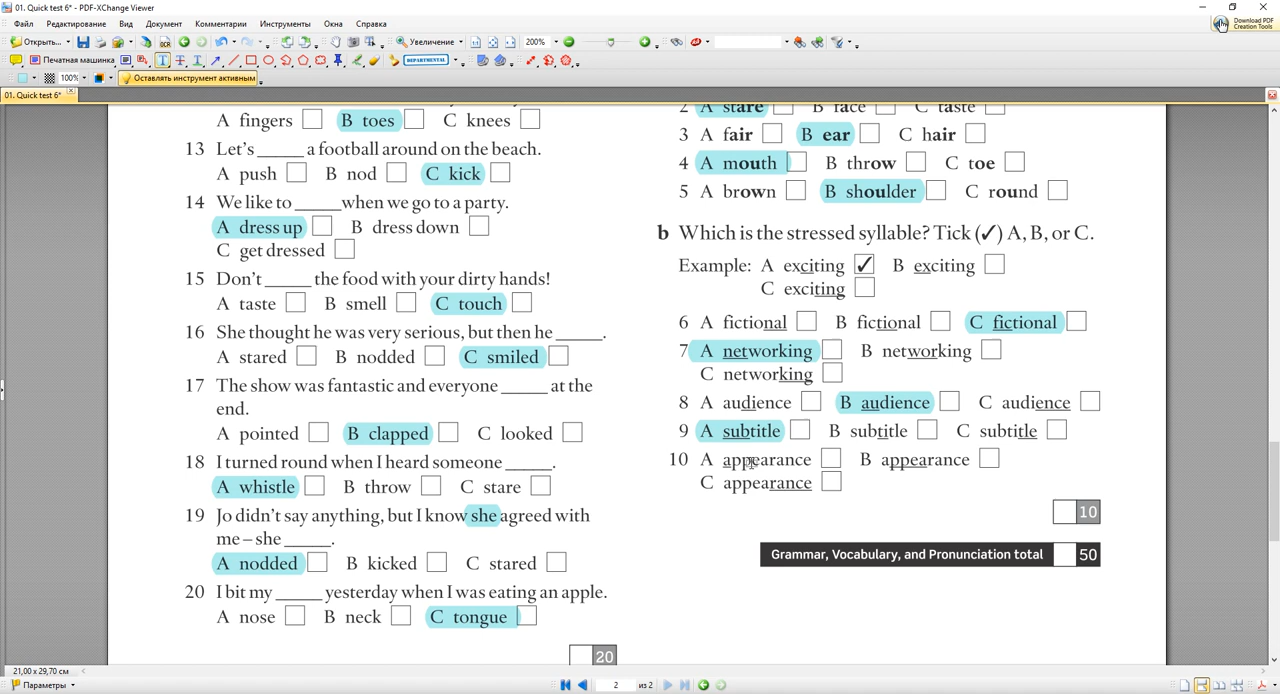 01. Quick test 6* - PDF-XChange Viewer
Файл Редактирование Вид Документ Комментарии Инструменты Окна Справка
Download PDF Creation Tools
Открыть... OCR Увеличение 200%
Печатная машинка DEPARTMENTAL
100% Оставлять инструмент активным
01. Quick test 6*
A fingers B toes C knees
13 Let's _____ a football around on the beach.
A push B nod C kick
14 We like to _____ when we go to a party.
A dress up B dress down
C get dressed
15 Don't _____ the food with your dirty hands!
A taste B smell C touch
16 She thought he was very serious, but then he _____.
A stared B nodded C smiled
17 The show was fantastic and everyone _____ at the
end.
A pointed B clapped C looked
18 I turned round when I heard someone _____.
A whistle B throw C stare
19 Jo didn't say anything, but I know she agreed with
me – she _____.
A nodded B kicked C stared
20 I bit my _____ yesterday when I was eating an apple.
A nose B neck C tongue
20
2 A stare B face C taste
3 A fair B ear C hair
4 A mouth B throw C toe
5 A brown B shoulder C round
b Which is the stressed syllable? Tick (✓) A, B, or C.
Example: A exciting ✓ B exciting
C exciting
6 A fictional B fictional C fictional
7 A networking B networking
C networking
8 A audience B audience C audience
9 A subtitle B subtitle C subtitle
10 A appearance B appearance
C appearance
10
Grammar, Vocabulary, and Pronunciation total 50
21,00 x 29,70 см
Параметры 2 из 2